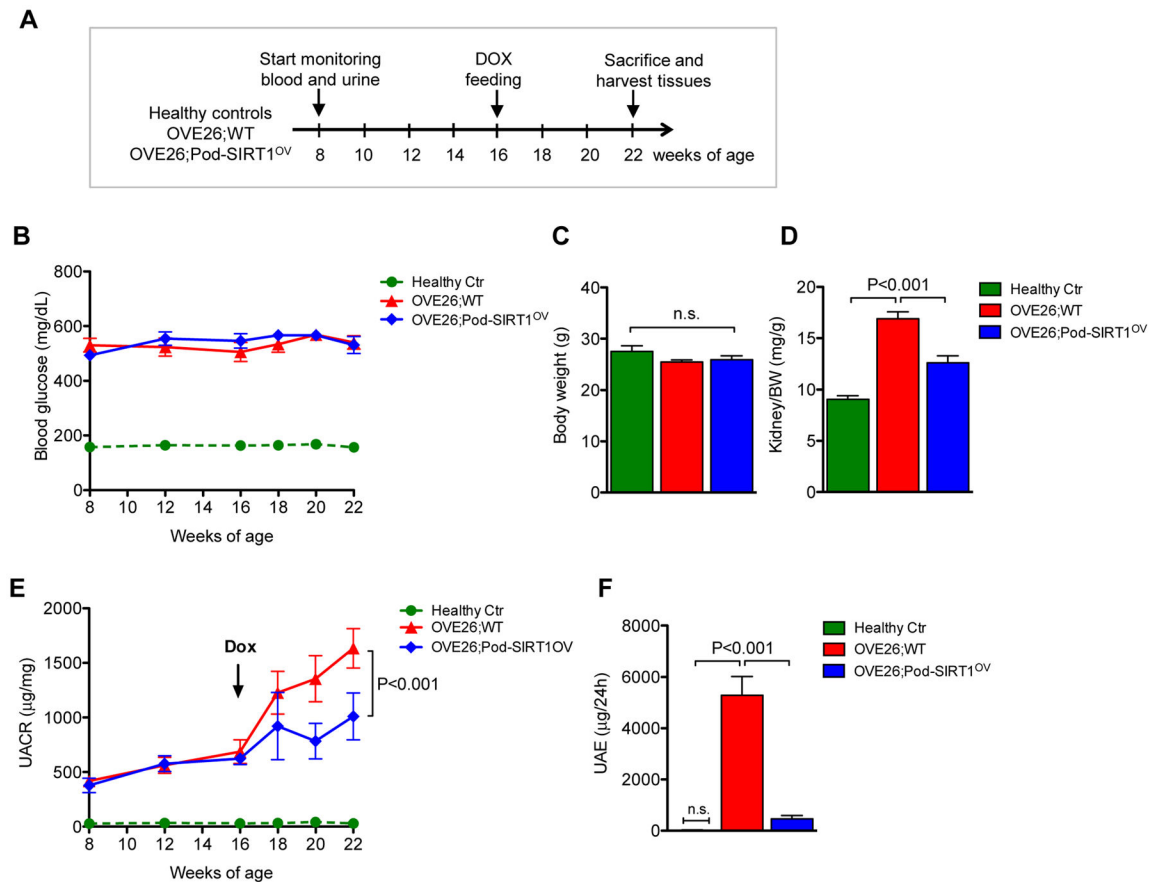 A
Start monitoring
blood and urine
DOX
feeding
Sacrifice and
harvest tissues
Healthy controls
OVE26;WT
OVE26;Pod-SIRT1OV
8 10 12 14 16 18 20 22 weeks of age
B
Blood glucose (mg/dL)
800
600
400
200
0
8 10 12 14 16 18 20 22
Weeks of age
Healthy Ctr
OVE26;WT
OVE26;Pod-SIRT1OV
C
Body weight (g)
40
30
20
10
0
n.s.
D
Kidney/BW (mg/g)
20
15
10
5
0
P<0.001
Healthy Ctr
OVE26;WT
OVE26;Pod-SIRT1OV
E
UACR (µg/mg)
2000
1500
1000
500
0
Dox
8 10 12 14 16 18 20 22
Weeks of age
Healthy Ctr
OVE26;WT
OVE26;Pod-SIRT1OV
P<0.001
F
UAE (µg/24h)
8000
6000
4000
2000
0
P<0.001
n.s.
Healthy Ctr
OVE26;WT
OVE26;Pod-SIRT1OV